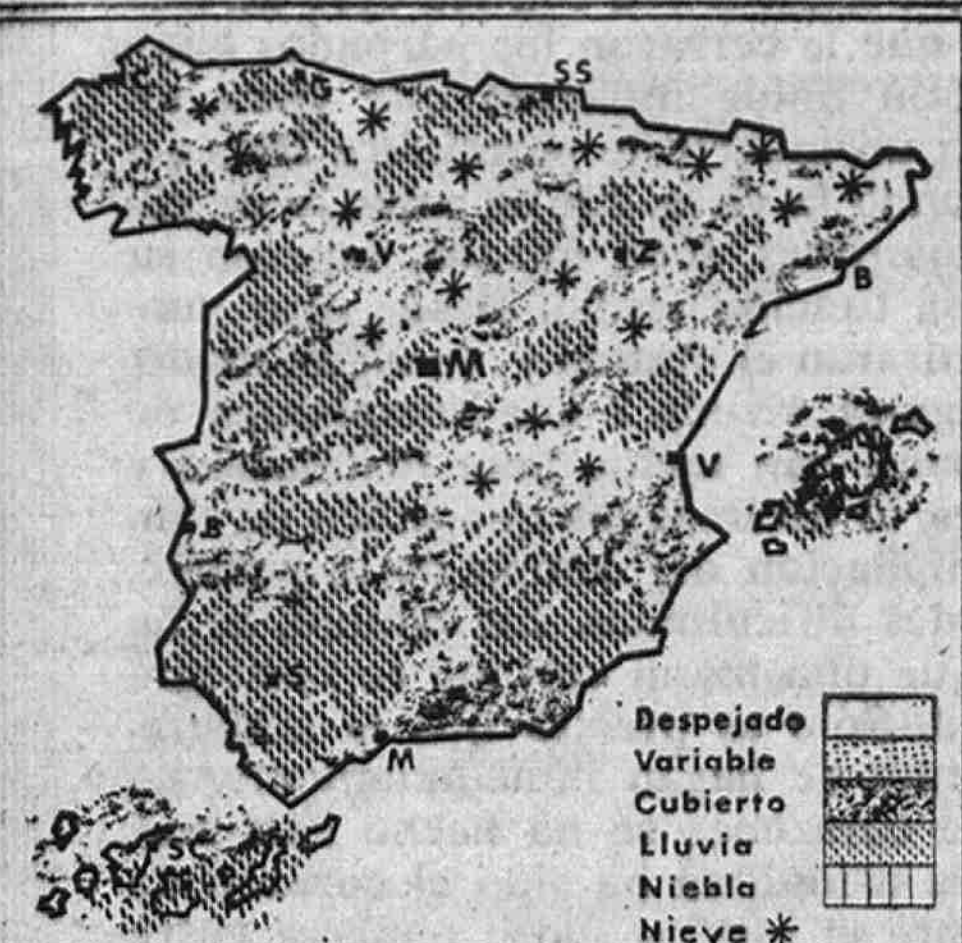 C
G
SS
V
Z
B
M
V
B
S
M
SC
Despejado
Variable
Cubierto
Lluvia
Niebla
Nieve